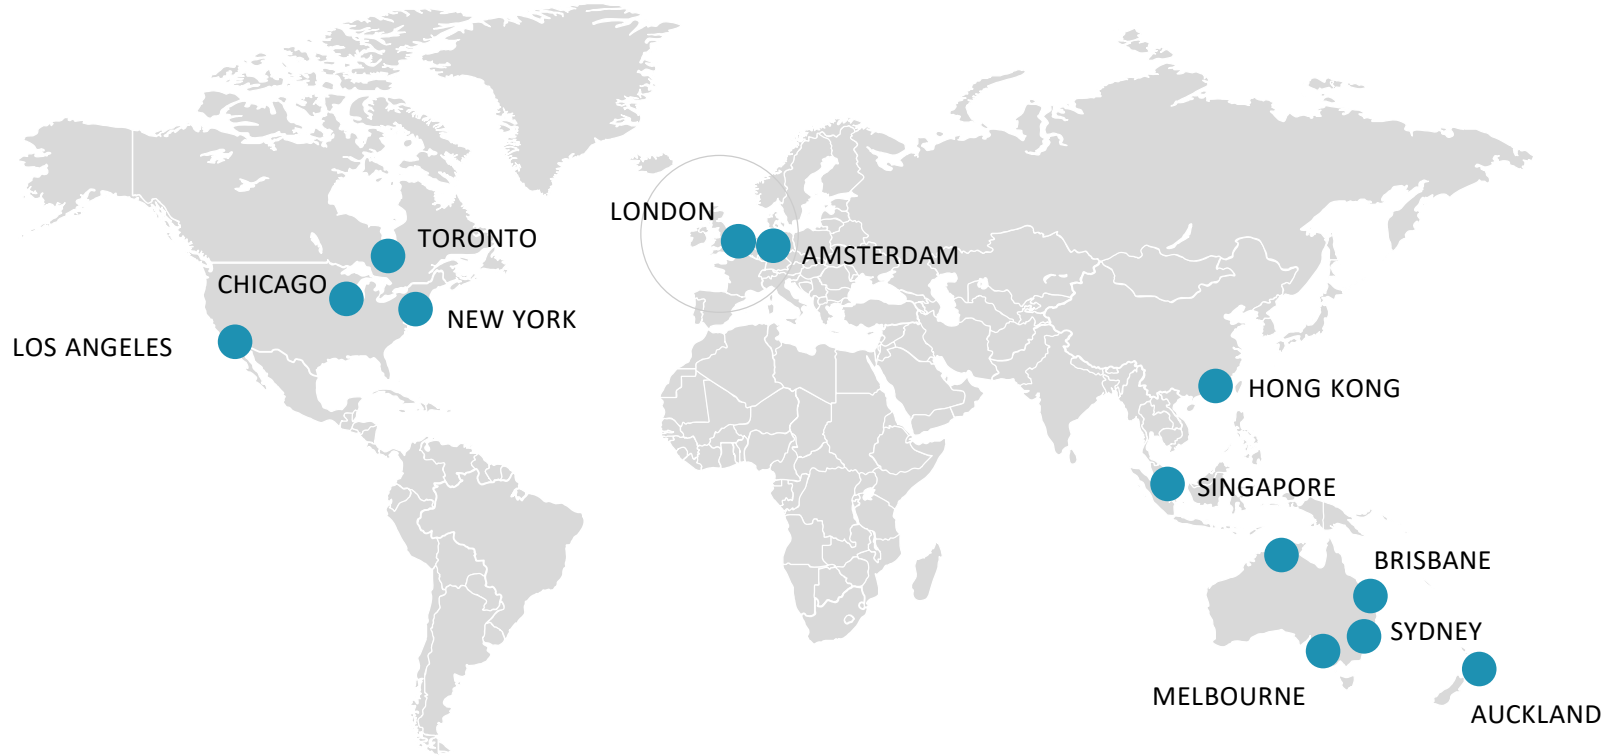 LONDON
TORONTO
AMSTERDAM
CHICAGO
NEW YORK
LOS ANGELES
HONG KONG
SINGAPORE
BRISBANE
SYDNEY
MELBOURNE
AUCKLAND